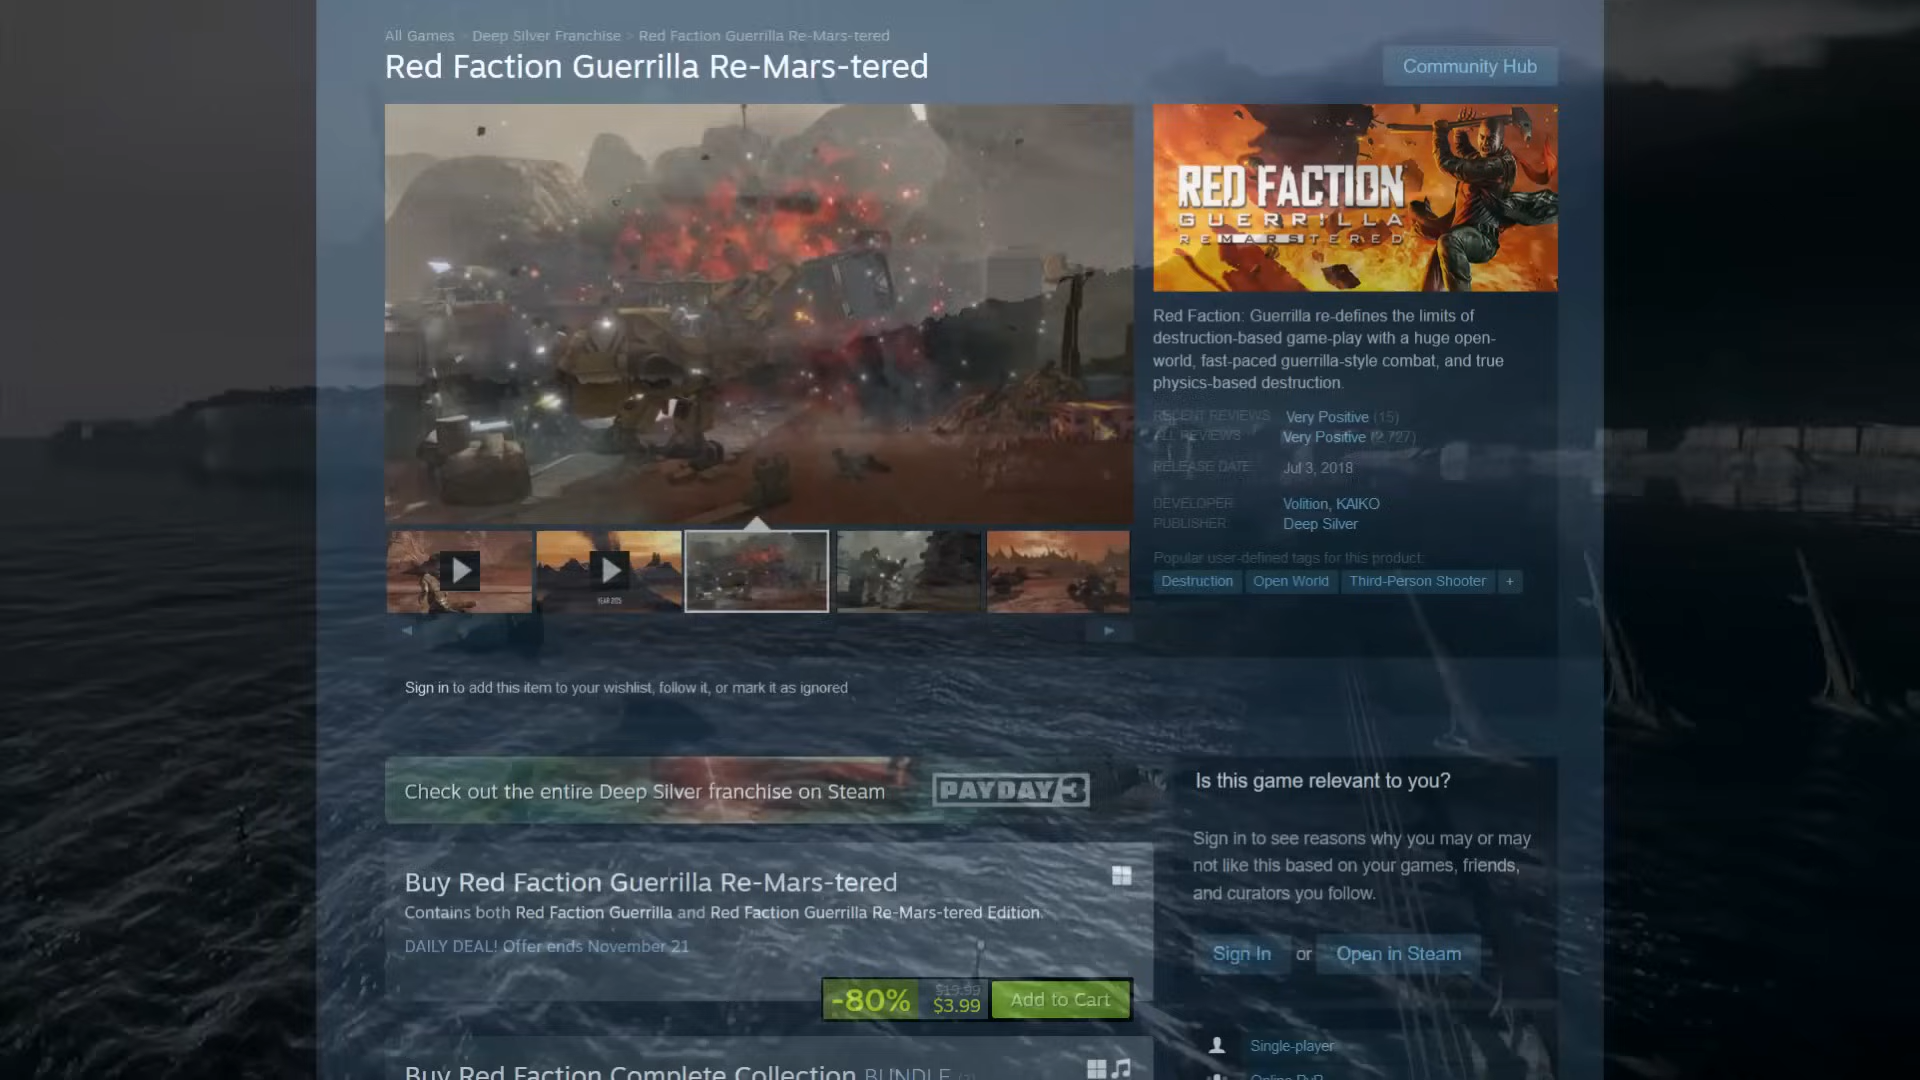 All Games > Deep Silver Franchise > Red Faction Guerrilla Re-Mars-tered
Red Faction Guerrilla Re-Mars-tered
Community Hub
RED FACTION
GUERRILLA
REMARSTERED
Red Faction: Guerrilla re-defines the limits of
destruction-based game-play with a huge open-
world, fast-paced guerrilla-style combat, and true
physics-based destruction.
RECENT REVIEWS: Very Positive (15)
ALL REVIEWS: Very Positive (2,727)
RELEASE DATE: Jul 3, 2018
DEVELOPER: Volition, KAIKO
PUBLISHER: Deep Silver
Popular user-defined tags for this product:
Destruction Open World Third-Person Shooter +
Sign in to add this item to your wishlist, follow it, or mark it as ignored
Check out the entire Deep Silver franchise on Steam
PAYDAY 3
Is this game relevant to you?
Sign in to see reasons why you may or may
not like this based on your games, friends,
and curators you follow.
Sign In or Open in Steam
Buy Red Faction Guerrilla Re-Mars-tered
Contains both Red Faction Guerrilla and Red Faction Guerrilla Re-Mars-tered Edition.
DAILY DEAL! Offer ends November 21
-80% $19.99 $3.99 Add to Cart
Single-player
Online PvP
Buy Red Faction Complete Collection BUNDLE